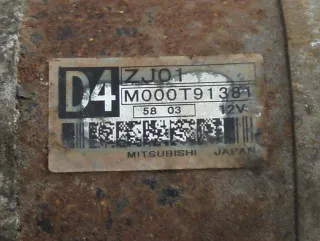 D4 ZJ01
M000T91381
58 03 12V
MITSUBISHI JAPAN